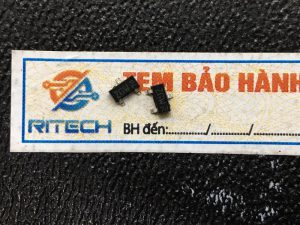 TEM BẢO HÀNH
RITECH
BH đến:............/............/............